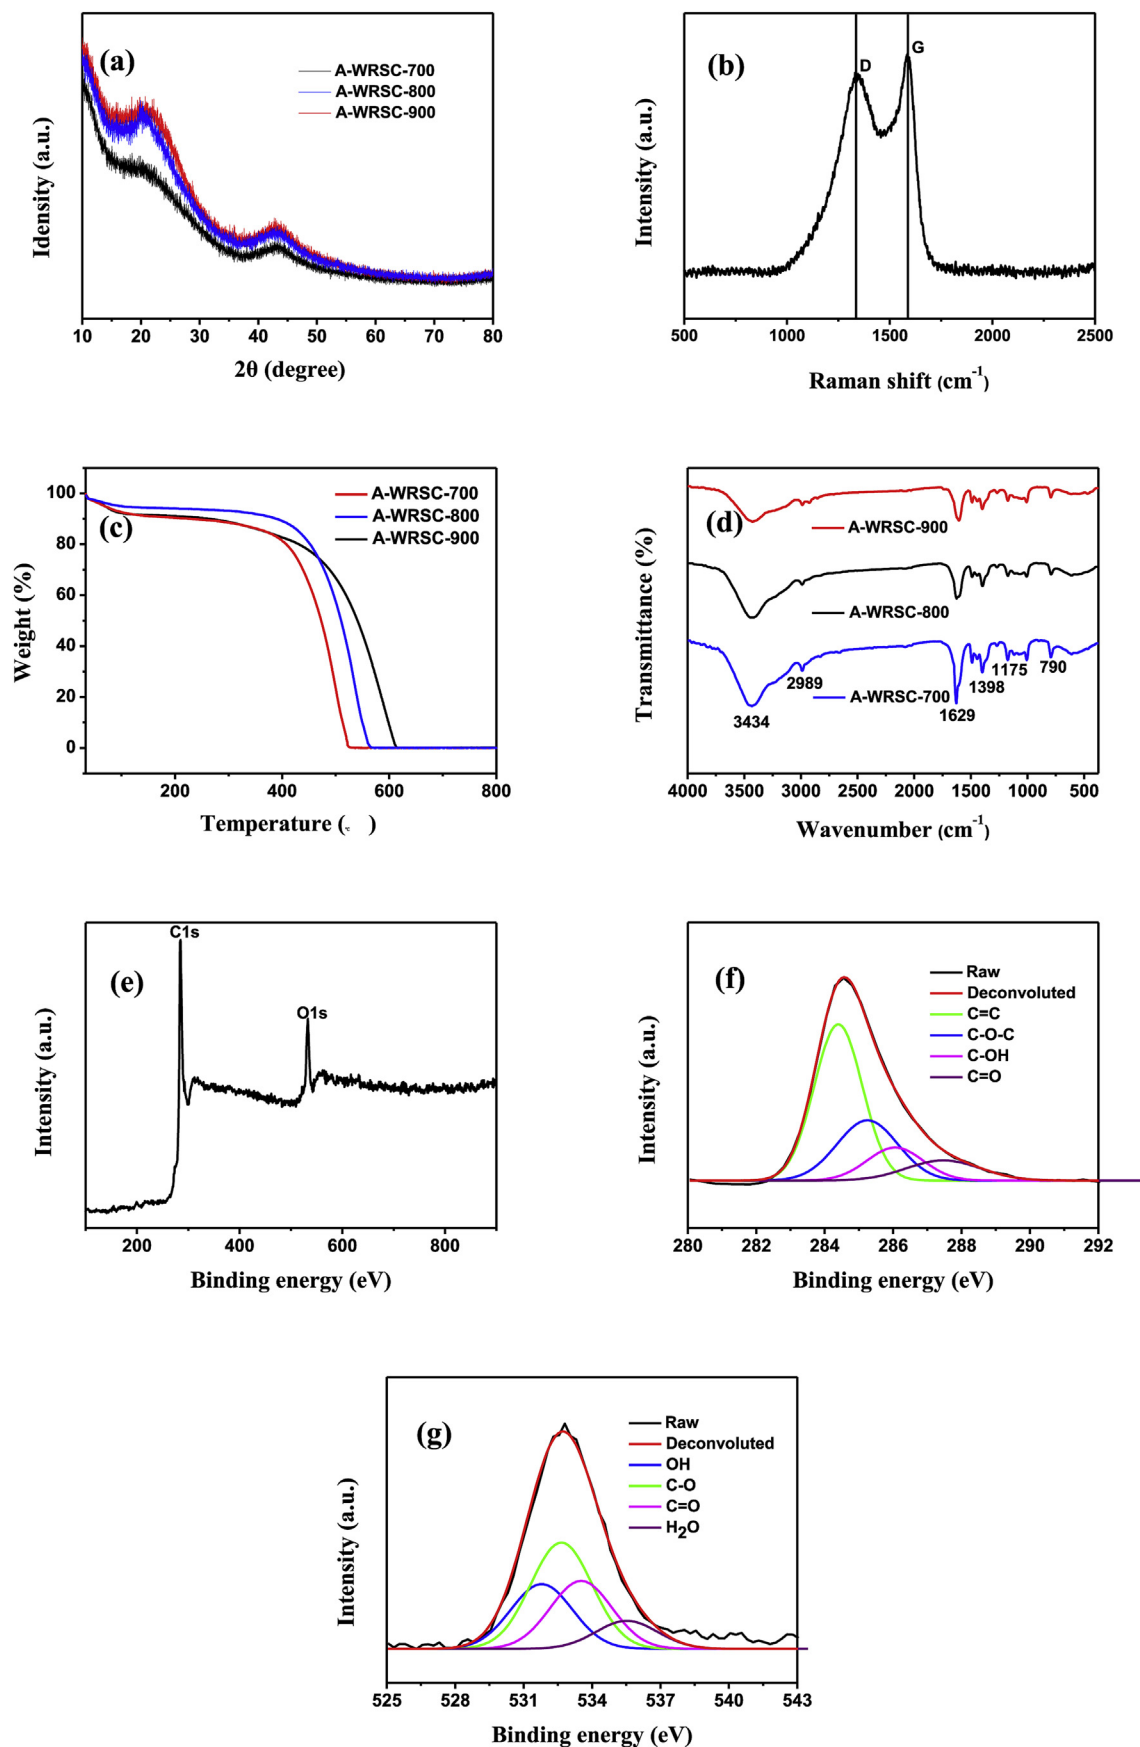 (a)
A-WRSC-700
A-WRSC-800
A-WRSC-900
Idensity (a.u.)
10 20 30 40 50 60 70 80
2θ (degree)
(b)
D
G
Intensity (a.u.)
500 1000 1500 2000 2500
Raman shift (cm⁻¹)
(c)
A-WRSC-700
A-WRSC-800
A-WRSC-900
Weight (%)
100
80
60
40
20
0
200 400 600 800
Temperature ( )
(d)
A-WRSC-900
A-WRSC-800
A-WRSC-700
3434
2989
1629
1398
1175
790
Transmittance (%)
4000 3500 3000 2500 2000 1500 1000 500
Wavenumber (cm⁻¹)
(e)
C1s
O1s
Intensity (a.u.)
200 400 600 800
Binding energy (eV)
(f)
Raw
Deconvoluted
C=C
C-O-C
C-OH
C=O
Intensity (a.u.)
280 282 284 286 288 290 292
Binding energy (eV)
(g)
Raw
Deconvoluted
OH
C-O
C=O
H₂O
Intensity (a.u.)
525 528 531 534 537 540 543
Binding energy (eV)